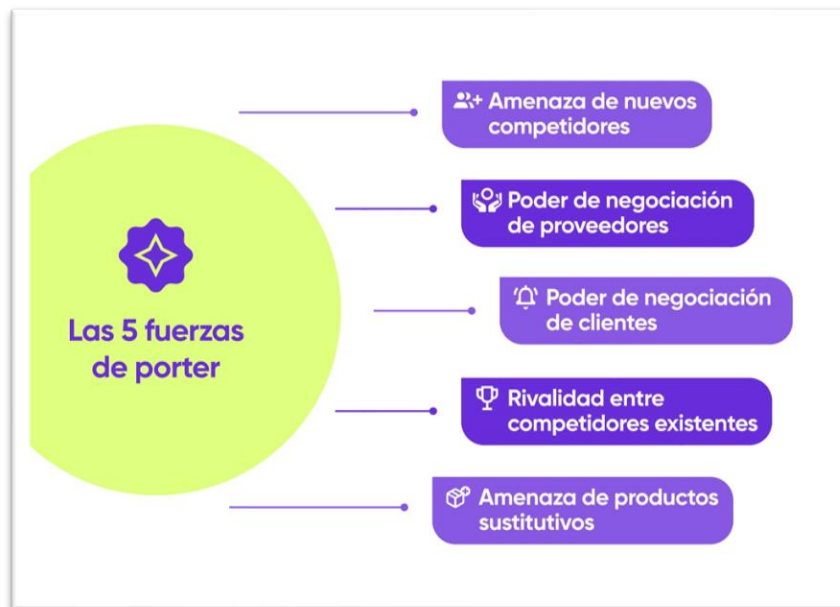 Amenaza de nuevos
competidores
Poder de negociación
de proveedores
Las 5 fuerzas
de porter
Poder de negociación
de clientes
Rivalidad entre
competidores existentes
Amenaza de productos
sustitutivos